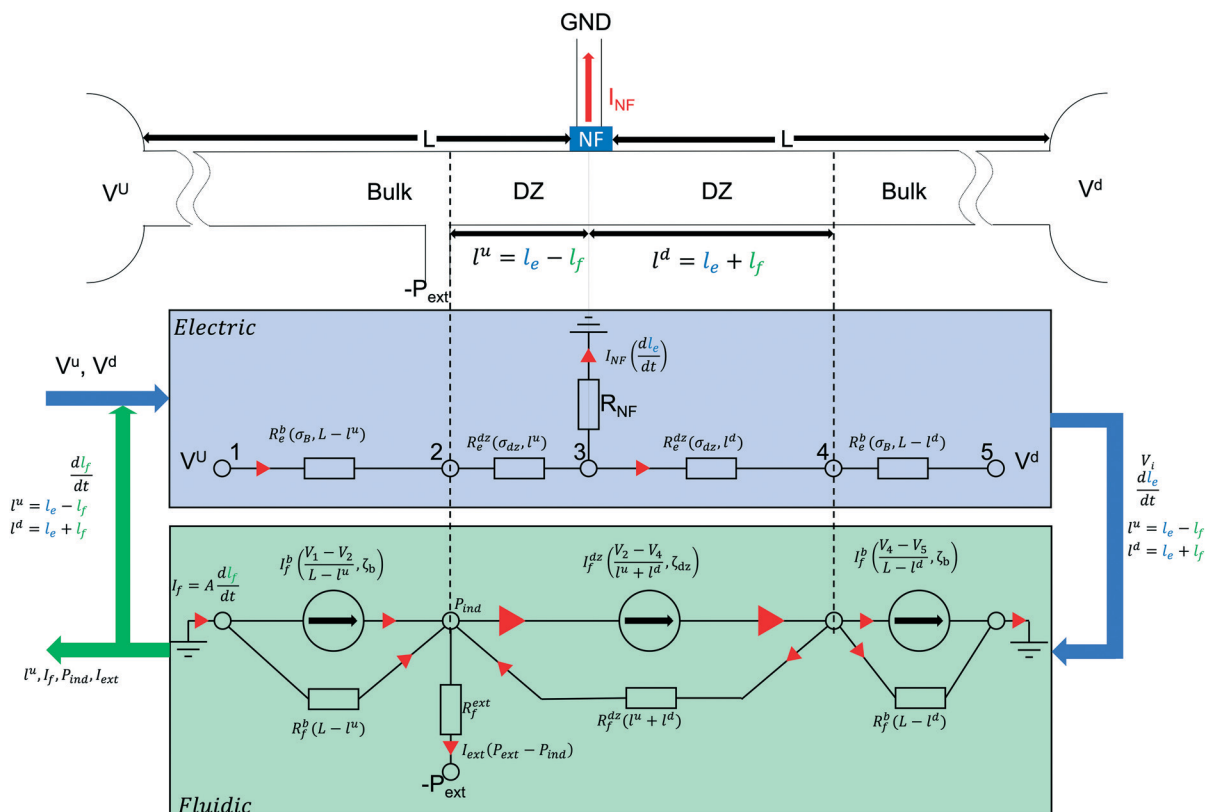 GND
I_NF
L NF L
V^U Bulk DZ DZ Bulk V^d
l^u = l_e − l_f l^d = l_e + l_f
-P_ext
Electric
V^u, V^d
I_NF (dl_e/dt)
R_NF
R_e^b(σ_B, L − l^u) R_e^dz(σ_dz, l^u) R_e^dz(σ_dz, l^d) R_e^b(σ_B, L − l^d)
V^U 1 2 3 4 5 V^d
dl_f/dt
l^u = l_e − l_f
l^d = l_e + l_f
V_i
dl_e/dt
l^u = l_e − l_f
l^d = l_e + l_f
I_f^b ((V_1 − V_2)/(L − l^u), ζ_b) I_f^dz ((V_2 − V_4)/(l^u + l^d), ζ_dz) I_f^b ((V_4 − V_5)/(L − l^d), ζ_b)
I_f = A dl_f/dt
P_ind
l^u, I_f, P_ind, I_ext
R_f^b(L − l^u) R_f^ext R_f^dz(l^u + l^d) R_f^b(L − l^d)
I_ext(P_ext − P_ind)
-P_ext
Fluidic